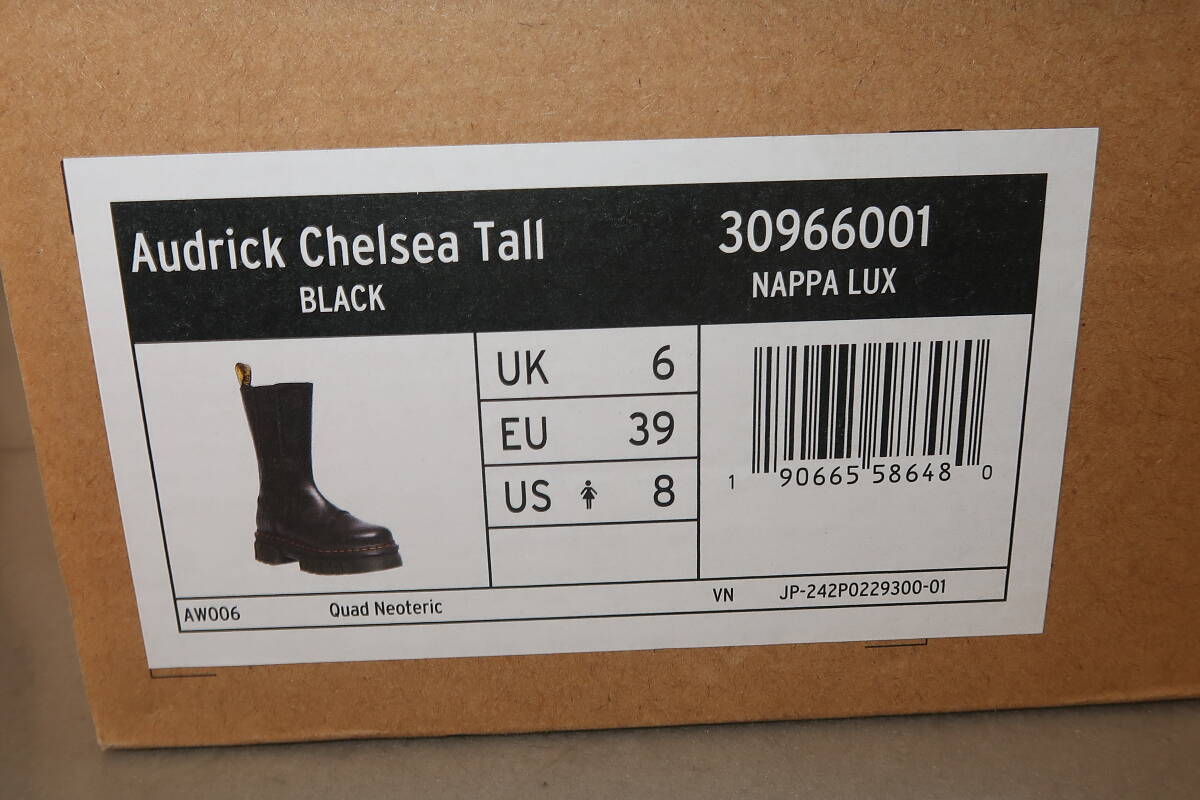 Audrick Chelsea Tall
BLACK
30966001
NAPPA LUX
UK 6
EU 39
US 8
1 90665 58648 0
AW006 Quad Neoteric VN JP-242P0229300-01